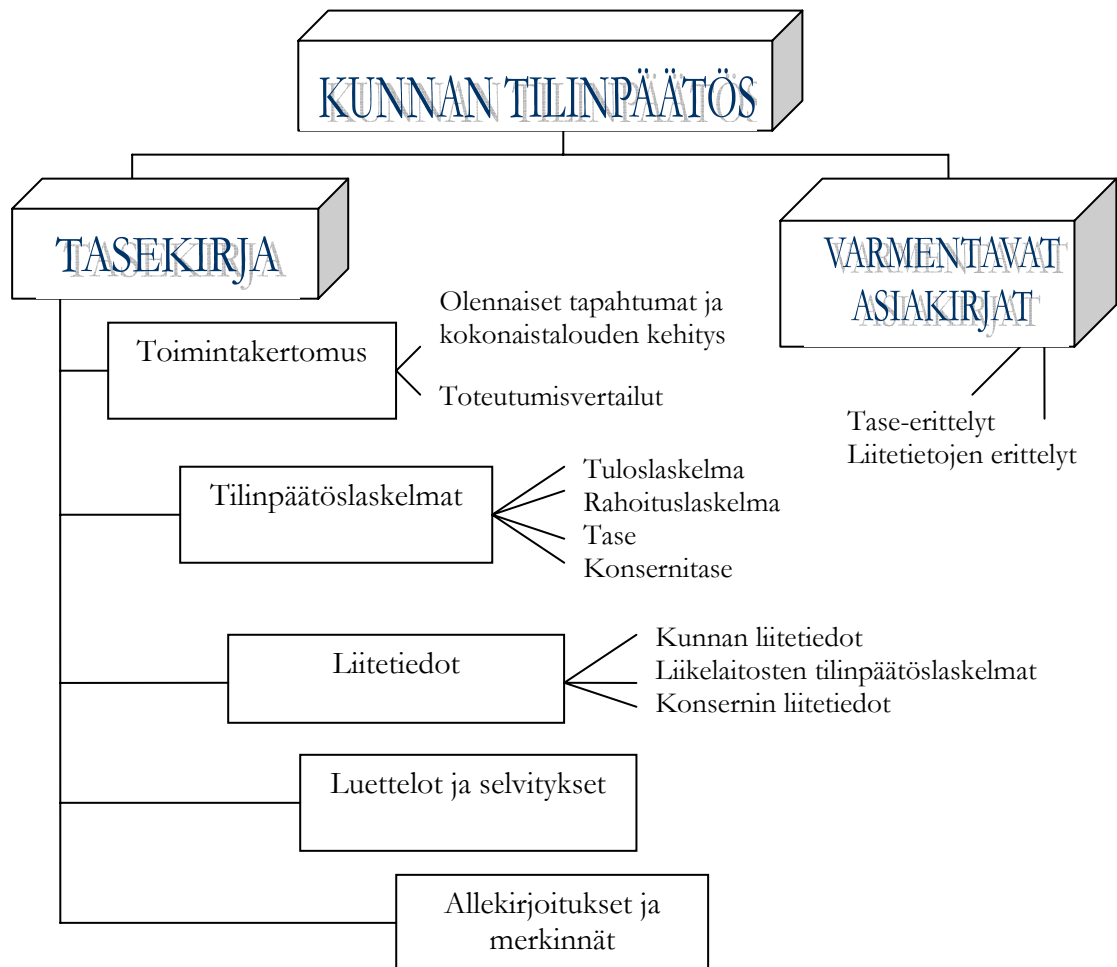 KUNNAN TILINPÄÄTÖS
TASEKIRJA
VARMENTAVAT
ASIAKIRJAT
Toimintakertomus
Olennaiset tapahtumat ja
kokonaistalouden kehitys
Toteutumisvertailut
Tase-erittelyt
Liitetietojen erittelyt
Tilinpäätöslaskelmat
Tuloslaskelma
Rahoituslaskelma
Tase
Konsernitase
Liitetiedot
Kunnan liitetiedot
Liikelaitosten tilinpäätöslaskelmat
Konsernin liitetiedot
Luettelot ja selvitykset
Allekirjoitukset ja
merkinnät